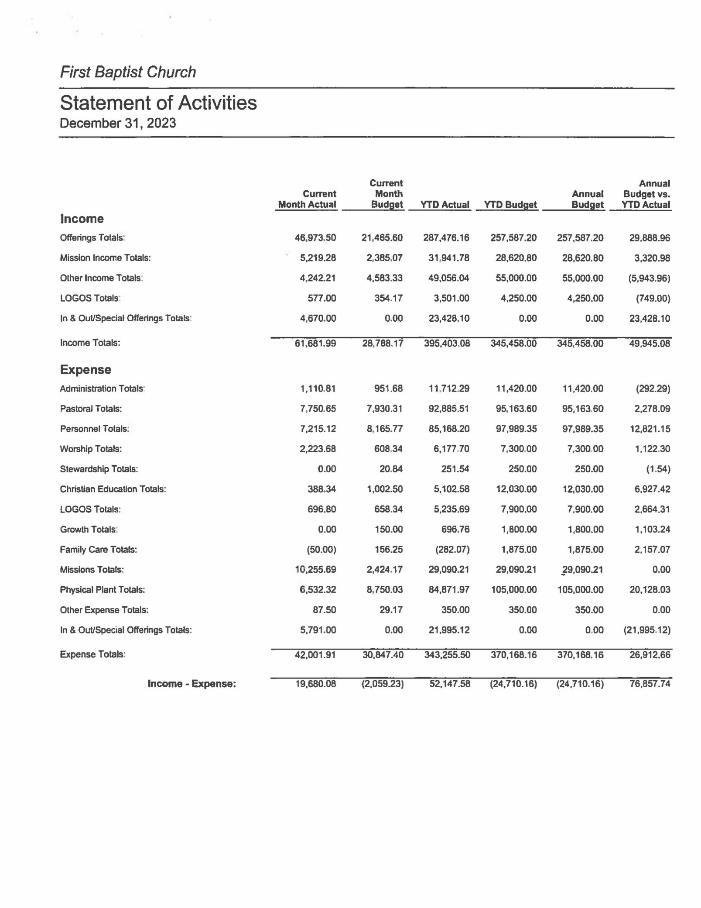 First Baptist Church
Statement of Activities
December 31, 2023
Current Month Actual Current Month Budget YTD Actual YTD Budget Annual Budget Annual Budget vs. YTD Actual
Income
Offerings Totals: 46,973.50 21,465.60 287,476.16 257,587.20 257,587.20 29,888.96
Mission Income Totals: 5,219.28 2,385.07 31,941.78 28,620.80 28,620.80 3,320.98
Other Income Totals: 4,242.21 4,583.33 49,056.04 55,000.00 55,000.00 (5,943.96)
LOGOS Totals: 577.00 354.17 3,501.00 4,250.00 4,250.00 (749.00)
In & Out/Special Offerings Totals: 4,670.00 0.00 23,428.10 0.00 0.00 23,428.10
Income Totals: 61,681.99 28,788.17 395,403.08 345,458.00 345,458.00 49,945.08
Expense
Administration Totals: 1,110.81 951.68 11,712.29 11,420.00 11,420.00 (292.29)
Pastoral Totals: 7,750.65 7,930.31 92,885.51 95,163.60 95,163.60 2,278.09
Personnel Totals: 7,215.12 8,165.77 85,168.20 97,989.35 97,989.35 12,821.15
Worship Totals: 2,223.68 608.34 6,177.70 7,300.00 7,300.00 1,122.30
Stewardship Totals: 0.00 20.84 251.54 250.00 250.00 (1.54)
Christian Education Totals: 388.34 1,002.50 5,102.58 12,030.00 12,030.00 6,927.42
LOGOS Totals: 696.80 658.34 5,235.69 7,900.00 7,900.00 2,664.31
Growth Totals: 0.00 150.00 696.76 1,800.00 1,800.00 1,103.24
Family Care Totals: (50.00) 156.25 (282.07) 1,875.00 1,875.00 2,157.07
Missions Totals: 10,255.69 2,424.17 29,090.21 29,090.21 29,090.21 0.00
Physical Plant Totals: 6,532.32 8,750.03 84,871.97 105,000.00 105,000.00 20,128.03
Other Expense Totals: 87.50 29.17 350.00 350.00 350.00 0.00
In & Out/Special Offerings Totals: 5,791.00 0.00 21,995.12 0.00 0.00 (21,995.12)
Expense Totals: 42,001.91 30,847.40 343,255.50 370,168.16 370,168.16 26,912.66
Income - Expense: 19,680.08 (2,059.23) 52,147.58 (24,710.16) (24,710.16) 76,857.74